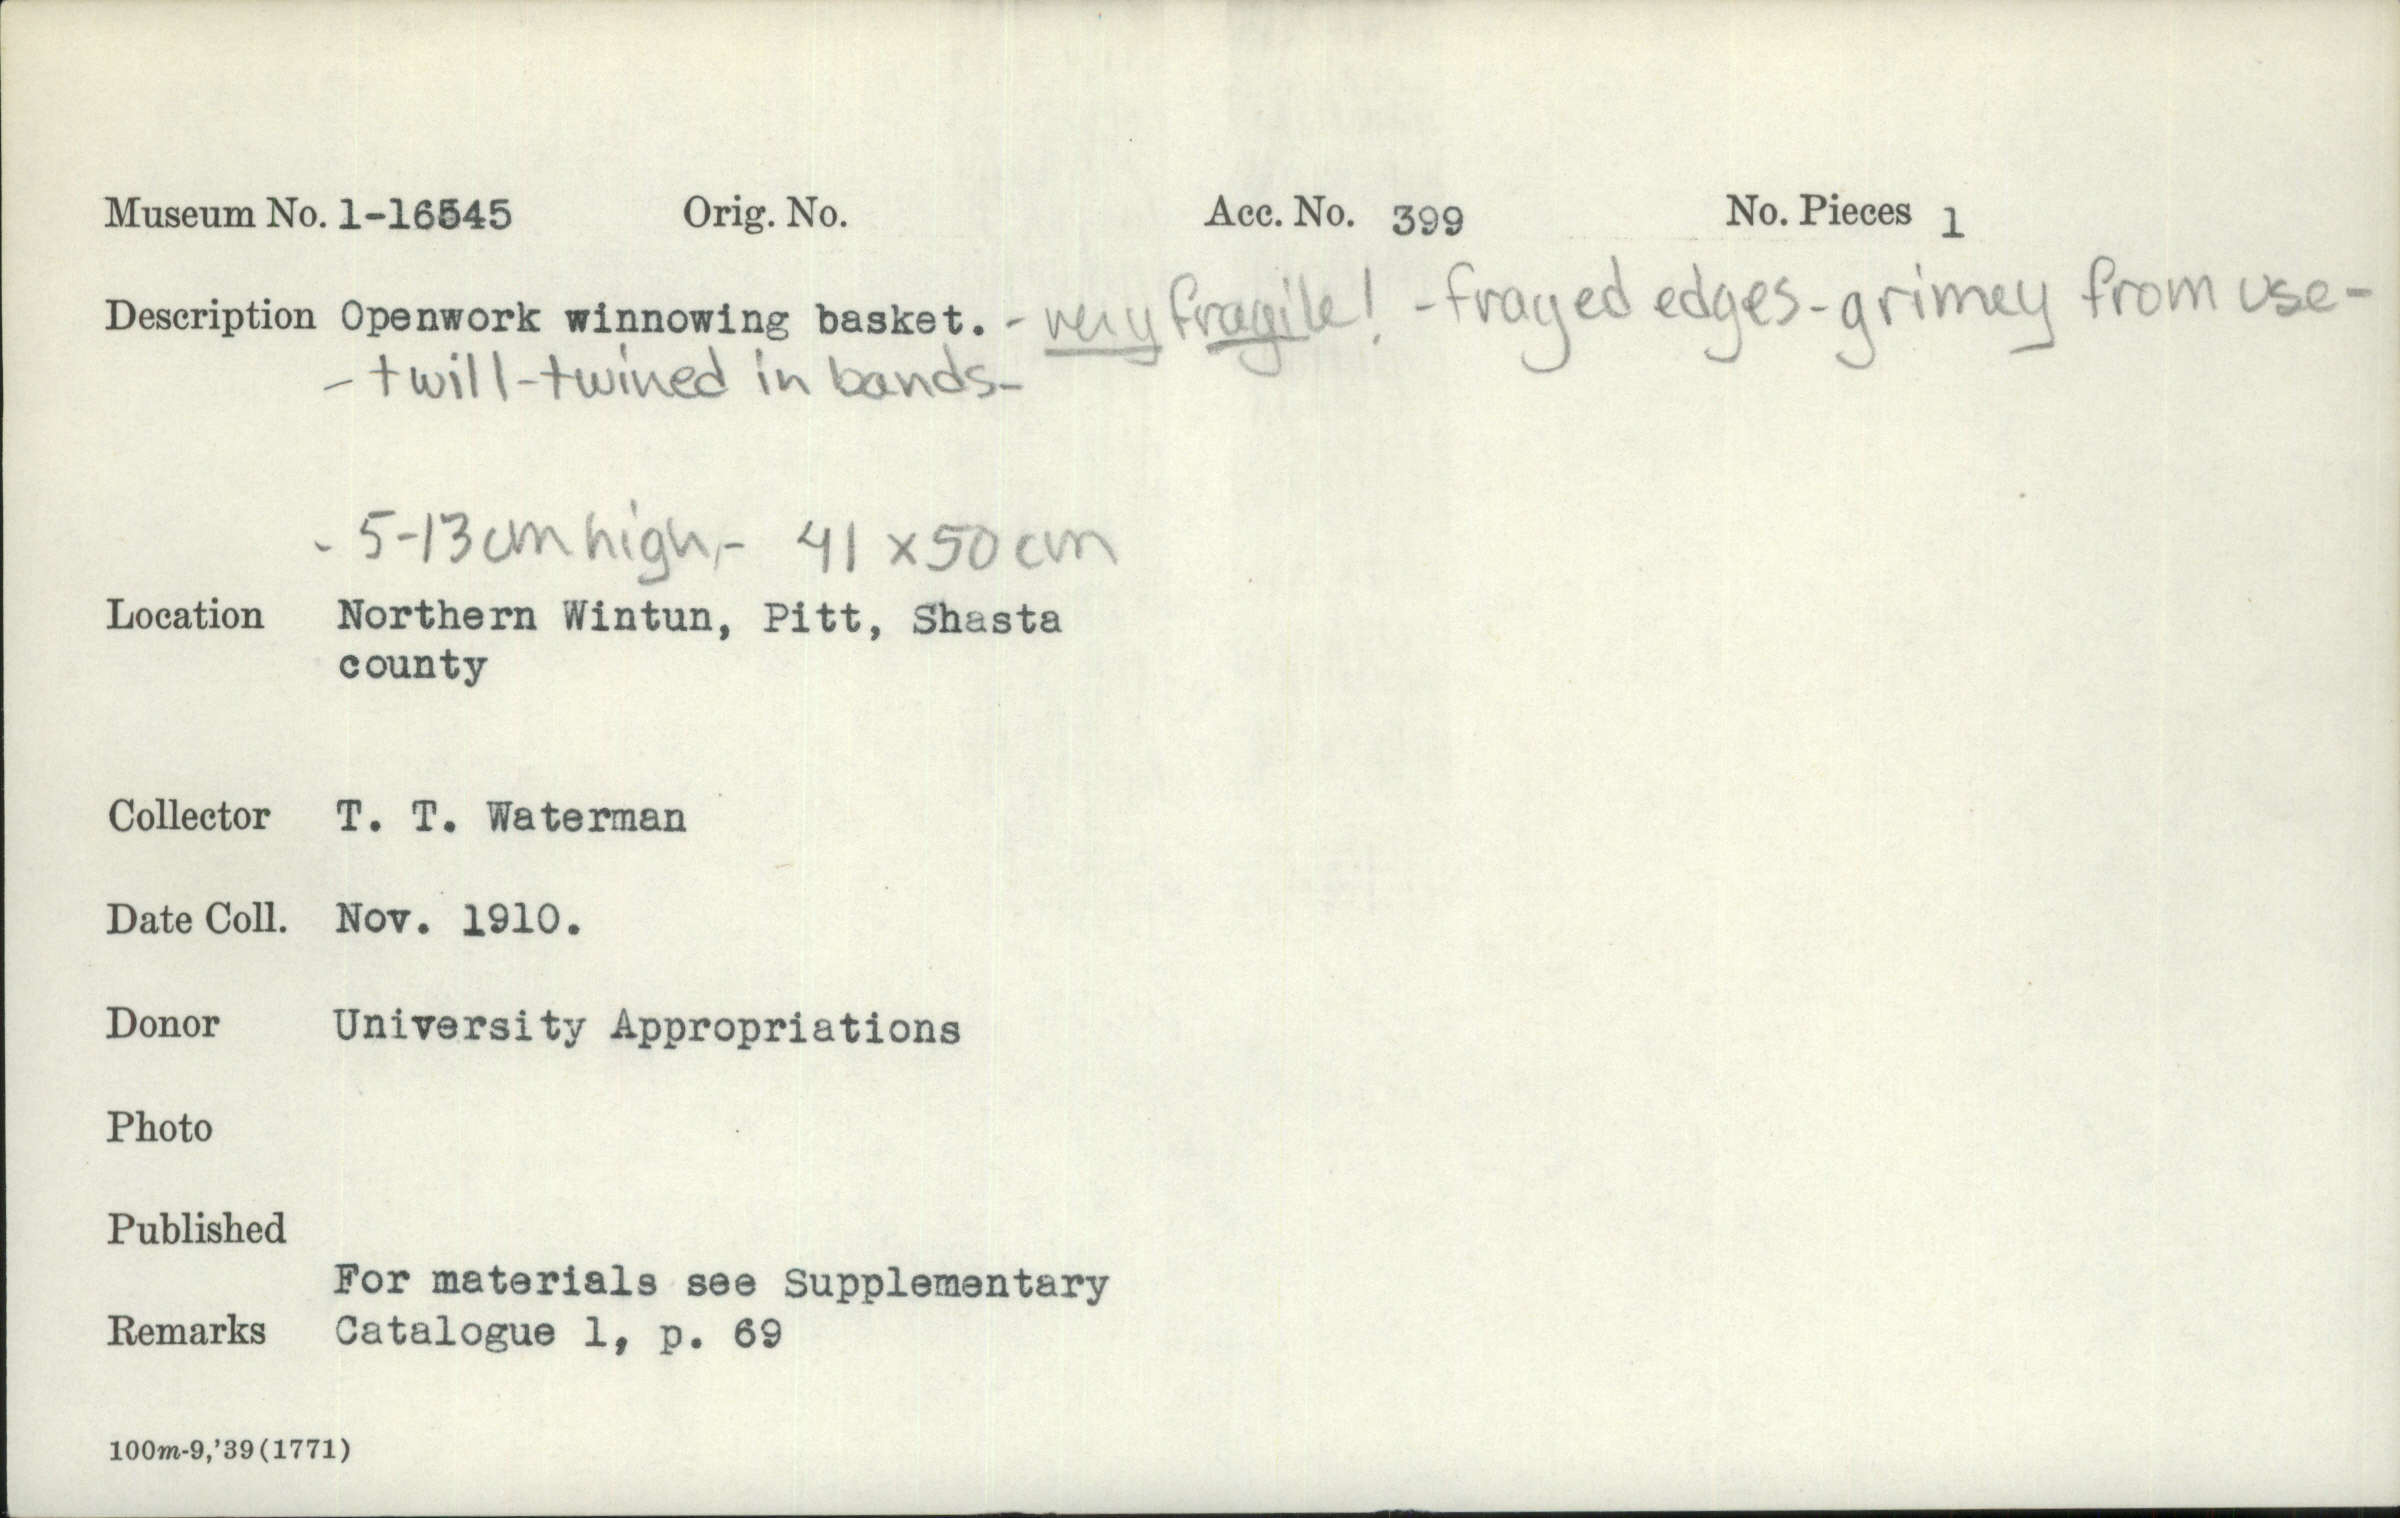 Museum No. 1-16545 Orig. No. Acc. No. 399 No. Pieces 1
Description Openwork winnowing basket. - very fragile! - frayed edges - grimey from use -
- twill-twined in bands -
- 5-13 cm high, - 41 x 50 cm
Location Northern Wintun, Pitt, Shasta
county
Collector T. T. Waterman
Date Coll. Nov. 1910.
Donor University Appropriations
Photo
Published
For materials see Supplementary
Remarks Catalogue 1, p. 69
100m-9,'39(1771)